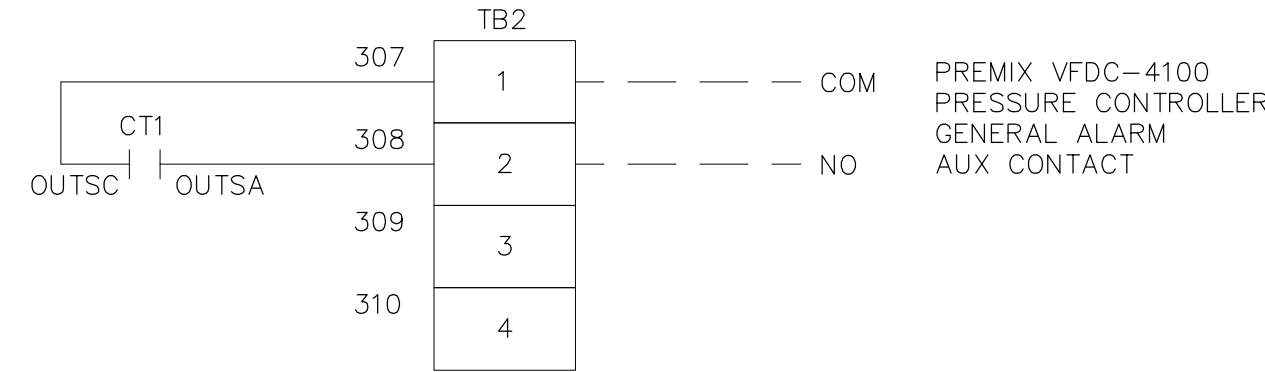 TB2
307
1
COM
PREMIX VFDC-4100
PRESSURE CONTROLLER
GENERAL ALARM
AUX CONTACT
CT1
308
2
NO
OUTSC
OUTSA
309
3
310
4